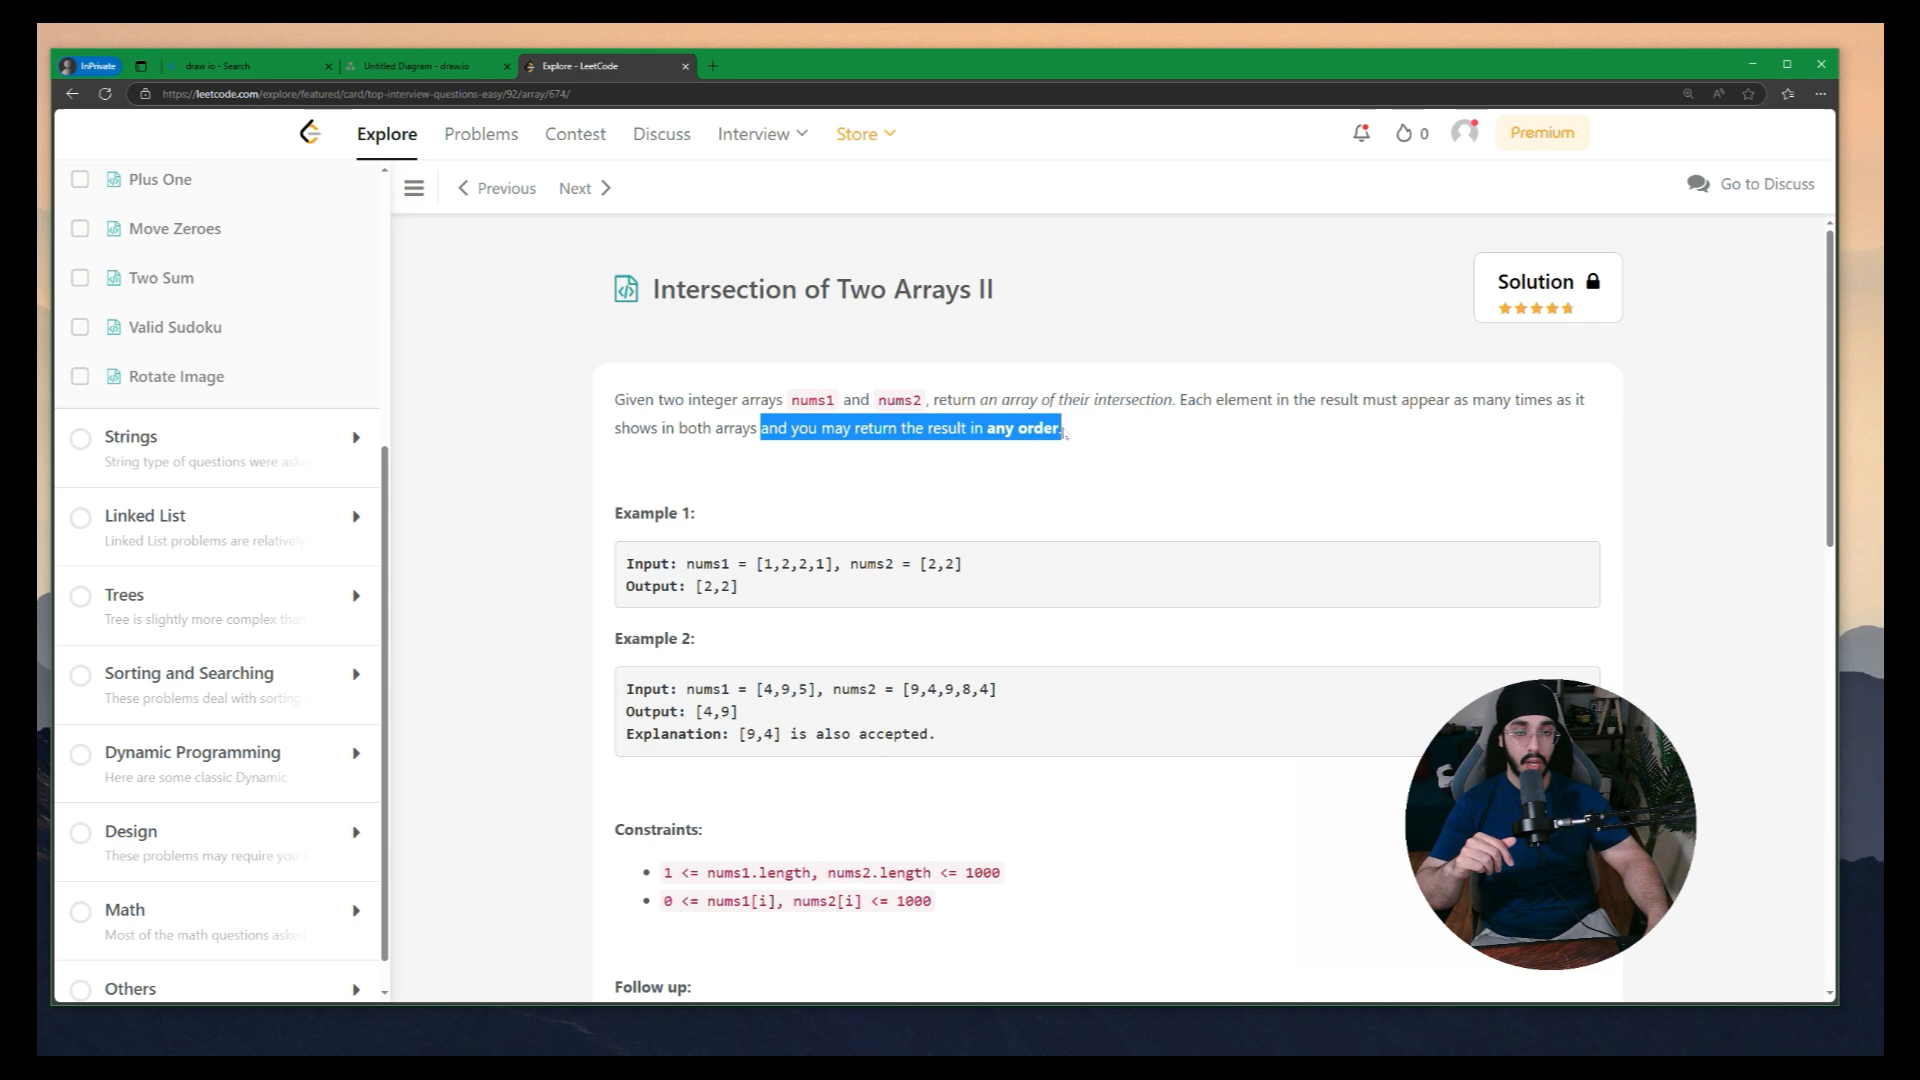 InPrivate
draw io - Search
Untitled Diagram - draw.io
Explore - LeetCode
https://leetcode.com/explore/featured/card/top-interview-questions-easy/92/array/674/
Explore
Problems
Contest
Discuss
Interview
Store
0
Premium
Plus One
Move Zeroes
Two Sum
Valid Sudoku
Rotate Image
Strings
String type of questions were ask
Linked List
Linked List problems are relatively
Trees
Tree is slightly more complex than
Sorting and Searching
These problems deal with sorting
Dynamic Programming
Here are some classic Dynamic
Design
These problems may require you
Math
Most of the math questions asked
Others
Previous
Next
Go to Discuss
Intersection of Two Arrays II
Solution
Given two integer arrays nums1 and nums2, return an array of their intersection. Each element in the result must appear as many times as it
shows in both arrays and you may return the result in any order.
Example 1:
Input: nums1 = [1,2,2,1], nums2 = [2,2]
Output: [2,2]
Example 2:
Input: nums1 = [4,9,5], nums2 = [9,4,9,8,4]
Output: [4,9]
Explanation: [9,4] is also accepted.
Constraints:
1 <= nums1.length, nums2.length <= 1000
0 <= nums1[i], nums2[i] <= 1000
Follow up: